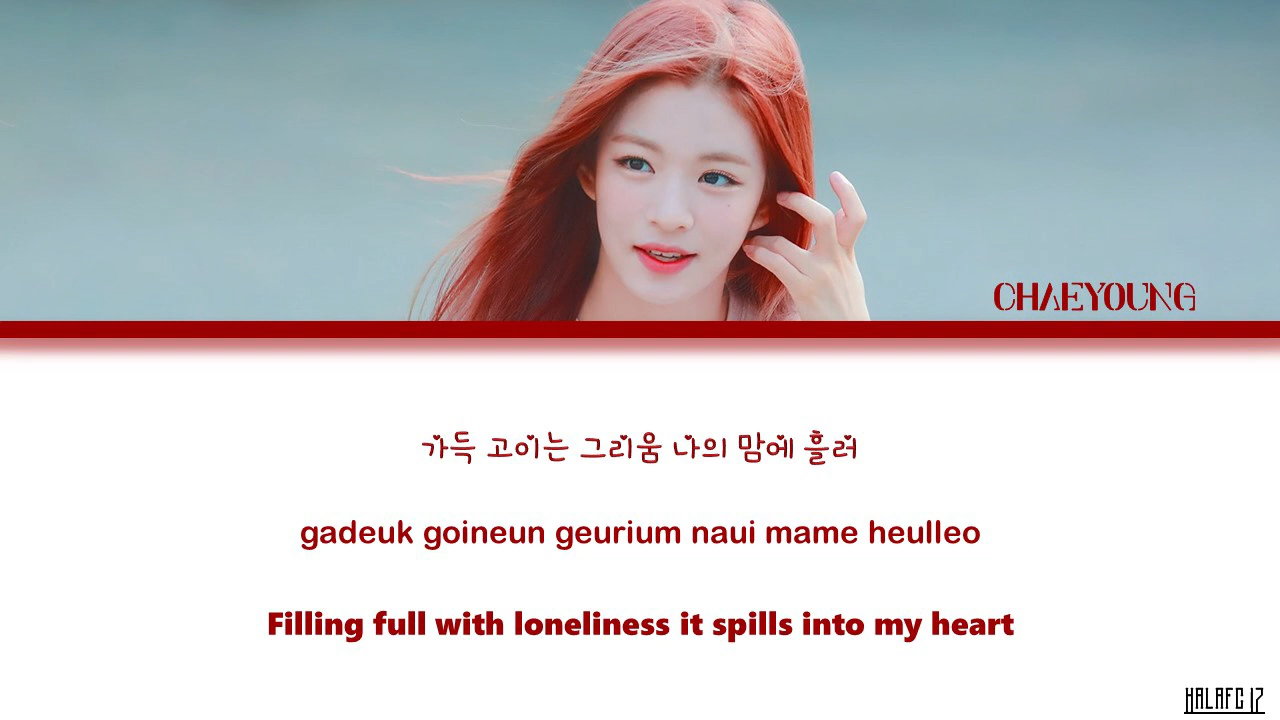 CHAEYOUNG
가득 고이는 그리움 나의 맘에 흘러
gadeuk goineun geurium naui mame heulleo
Filling full with loneliness it spills into my heart
HALAFC 17